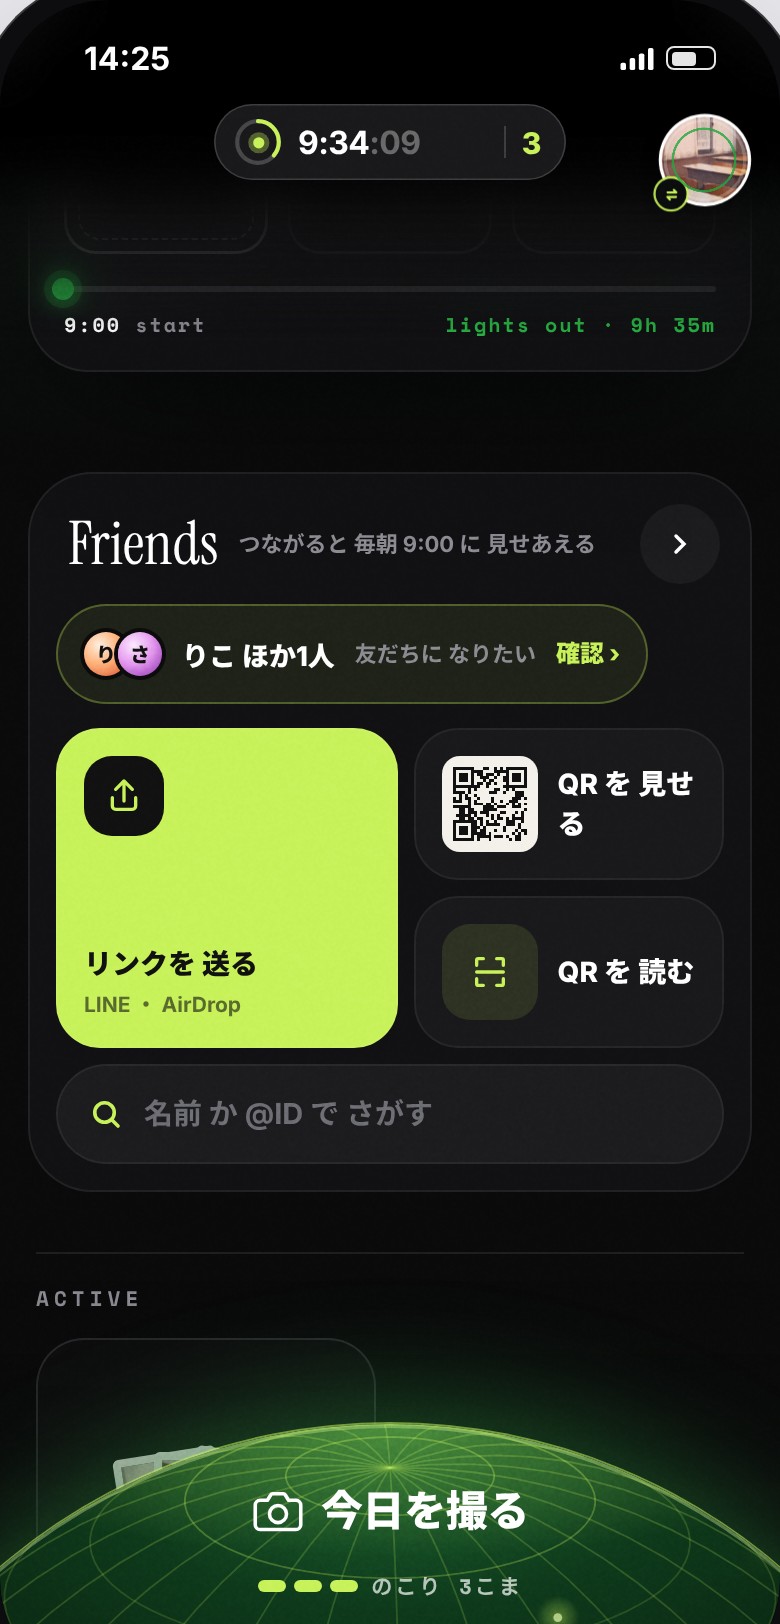 14:25
9:34:09 3
9:00 start
lights out · 9h 35m
Friends つながると 毎朝 9:00 に 見せあえる
り さ りこ ほか1人 友だちに なりたい 確認 ›
リンクを 送る
LINE ・ AirDrop
QR を 見せ
る
QR を 読む
名前 か @ID で さがす
ACTIVE
今日を撮る
のこり 3こま